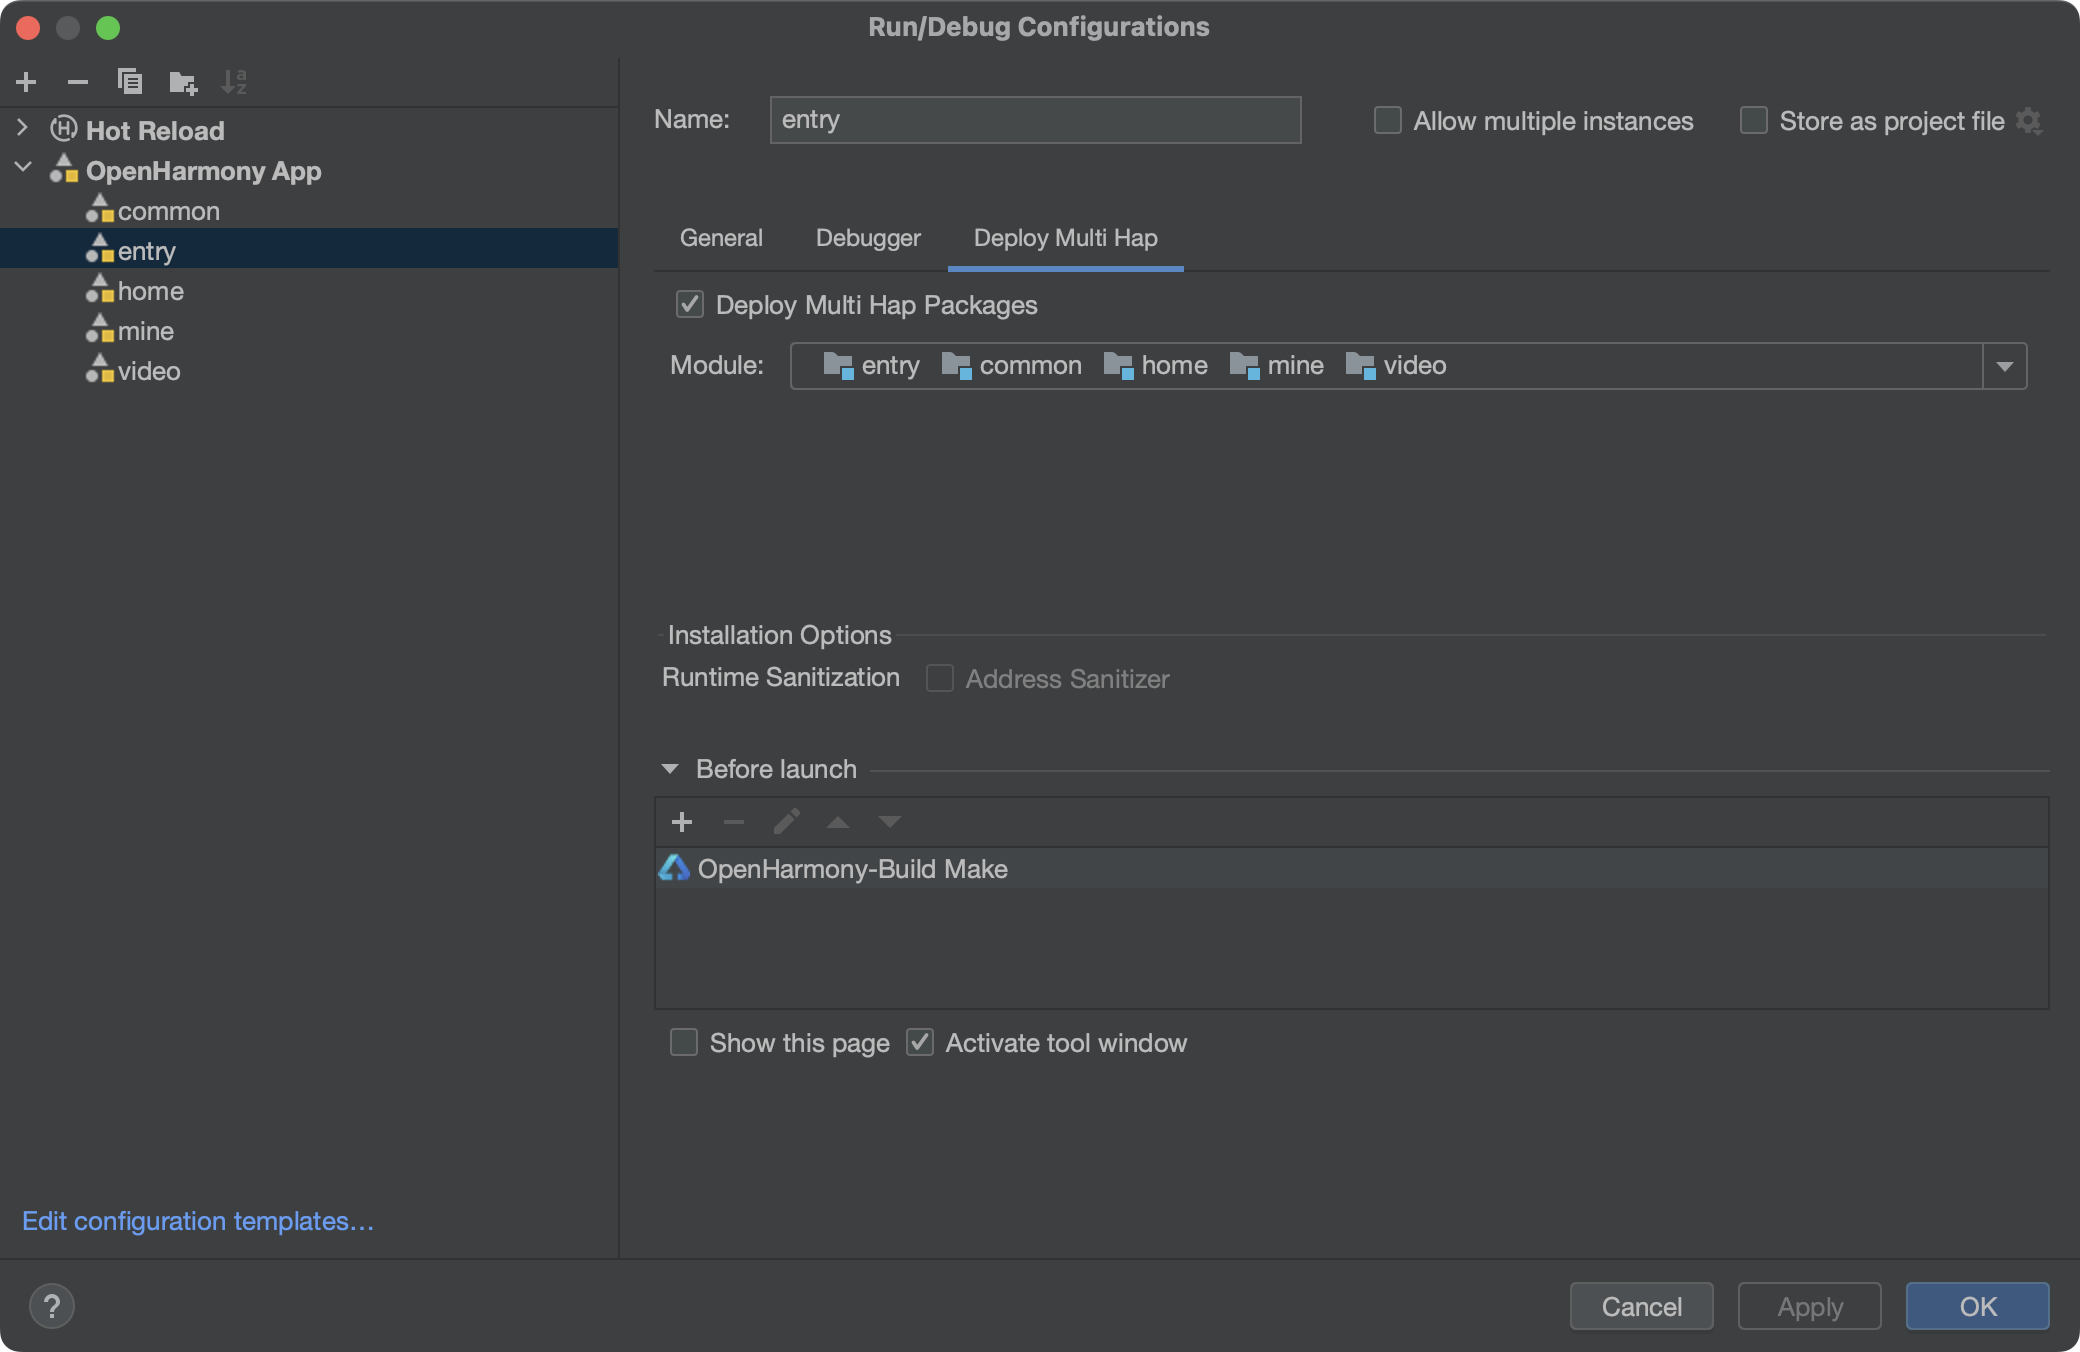 Run/Debug Configurations
Hot Reload
OpenHarmony App
common
entry
home
mine
video
Edit configuration templates...
Name: entry Allow multiple instances Store as project file
General Debugger Deploy Multi Hap
Deploy Multi Hap Packages
Module: entry common home mine video
Installation Options
Runtime Sanitization Address Sanitizer
Before launch
OpenHarmony-Build Make
Show this page Activate tool window
? Cancel Apply OK